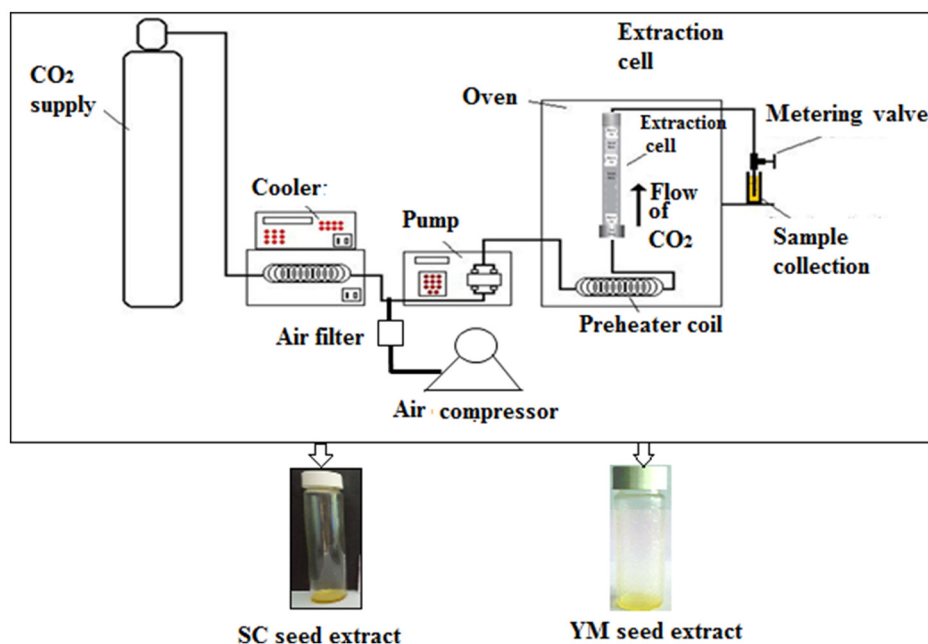 Extraction
cell
CO2
supply
Oven
Metering valve
Extraction
cell
Cooler:
Flow
of
CO2
Pump
Sample
collection
Air filter
Preheater coil
Air compressor
SC seed extract
YM seed extract